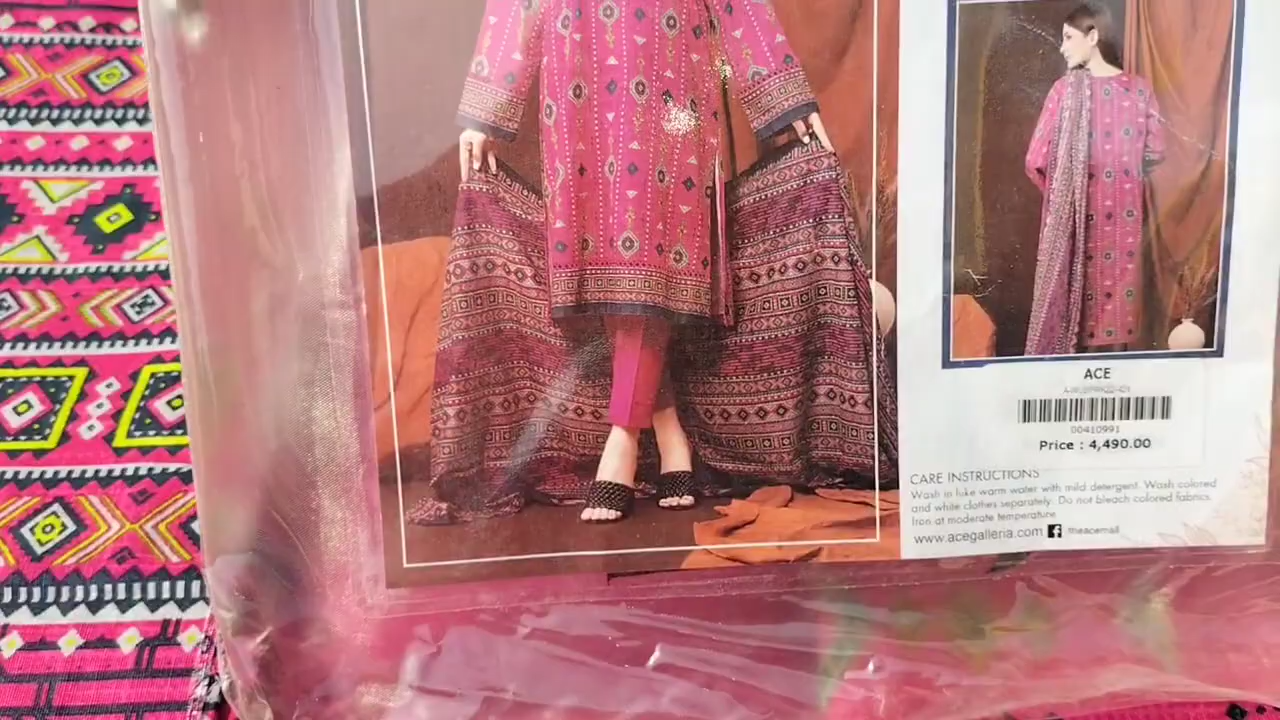 ACE
00410991
Price : 4,490.00
CARE INSTRUCTIONS
Wash in luke warm water with mild detergent. Wash colored
and white clothes separately. Do not bleach colored fabrics.
Iron at moderate temperature
www.acegalleria.com theacemall